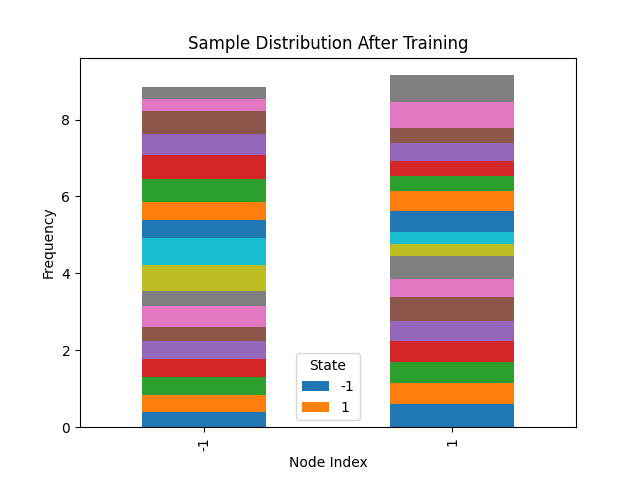 Sample Distribution After Training
Frequency
8
6
4
2
0
State
-1
1
-1
1
Node Index